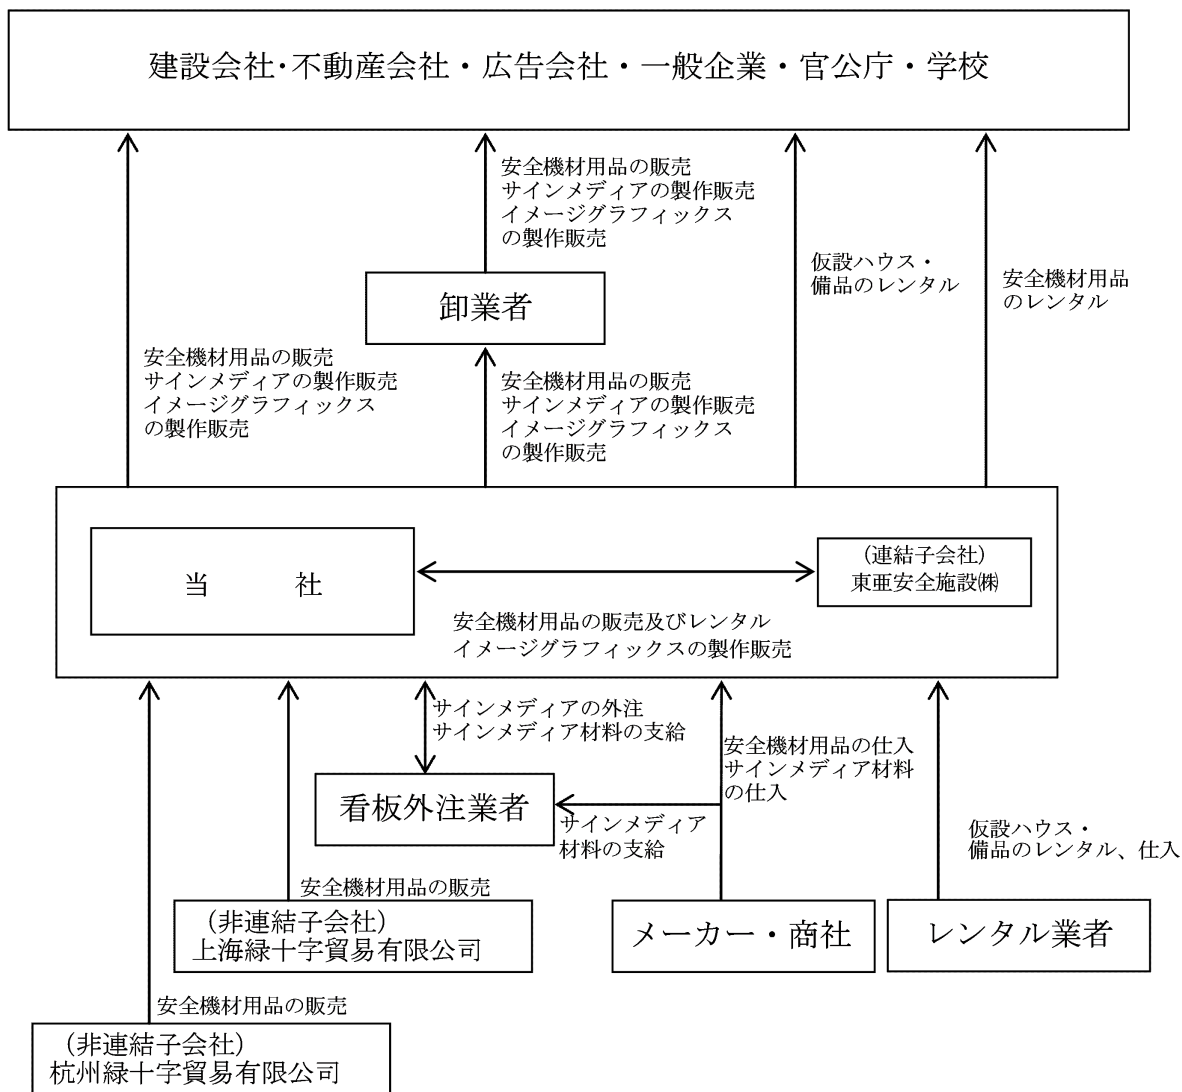 建設会社･不動産会社・広告会社・一般企業・官公庁・学校
安全機材用品の販売
サインメディアの製作販売
イメージグラフィックス
の製作販売
仮設ハウス・
備品のレンタル
安全機材用品
のレンタル
卸業者
安全機材用品の販売
サインメディアの製作販売
イメージグラフィックス
の製作販売
安全機材用品の販売
サインメディアの製作販売
イメージグラフィックス
の製作販売
当　　　社
(連結子会社)
東亜安全施設㈱
安全機材用品の販売及びレンタル
イメージグラフィックスの製作販売
サインメディアの外注
サインメディア材料の支給
安全機材用品の仕入
サインメディア材料
の仕入
看板外注業者
サインメディア
材料の支給
仮設ハウス・
備品のレンタル、仕入
安全機材用品の販売
（非連結子会社）
上海緑十字貿易有限公司
メーカー・商社
レンタル業者
安全機材用品の販売
（非連結子会社）
杭州緑十字貿易有限公司